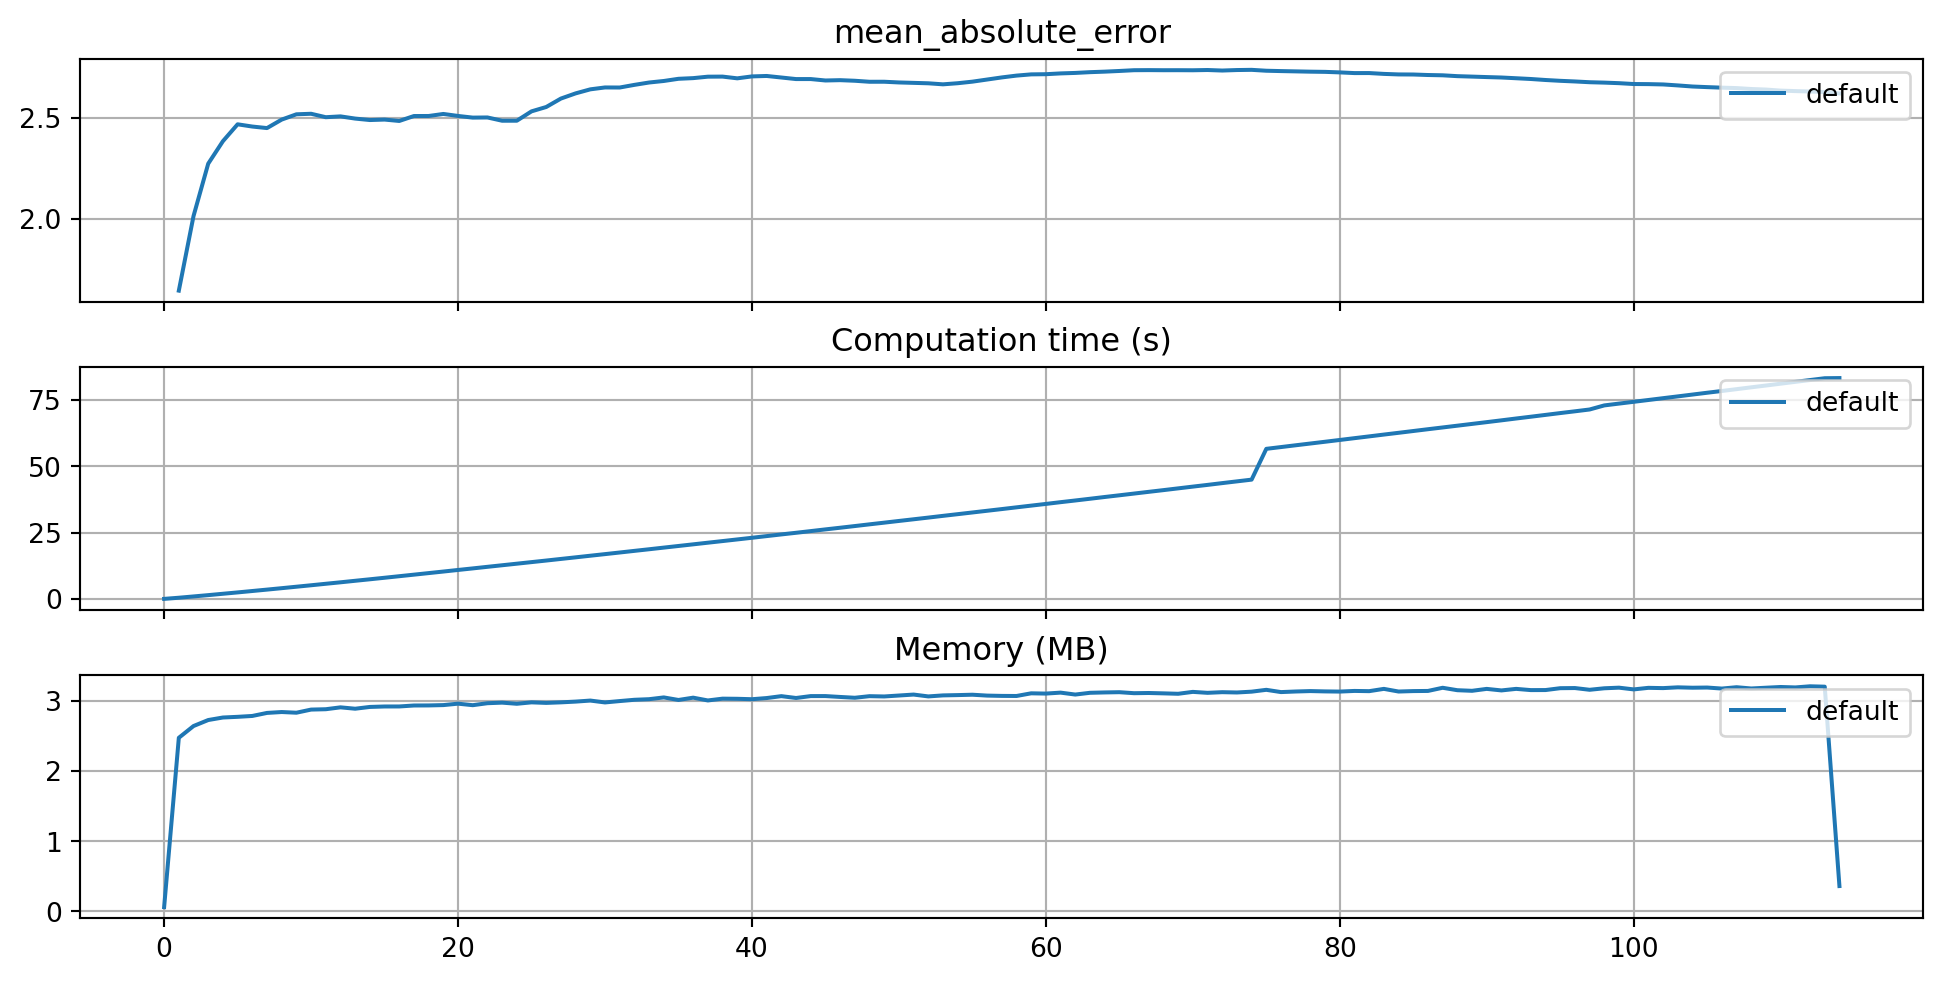 mean_absolute_error
2.5
2.0
default
Computation time (s)
75
50
25
0
default
Memory (MB)
3
2
1
0
default
0 20 40 60 80 100